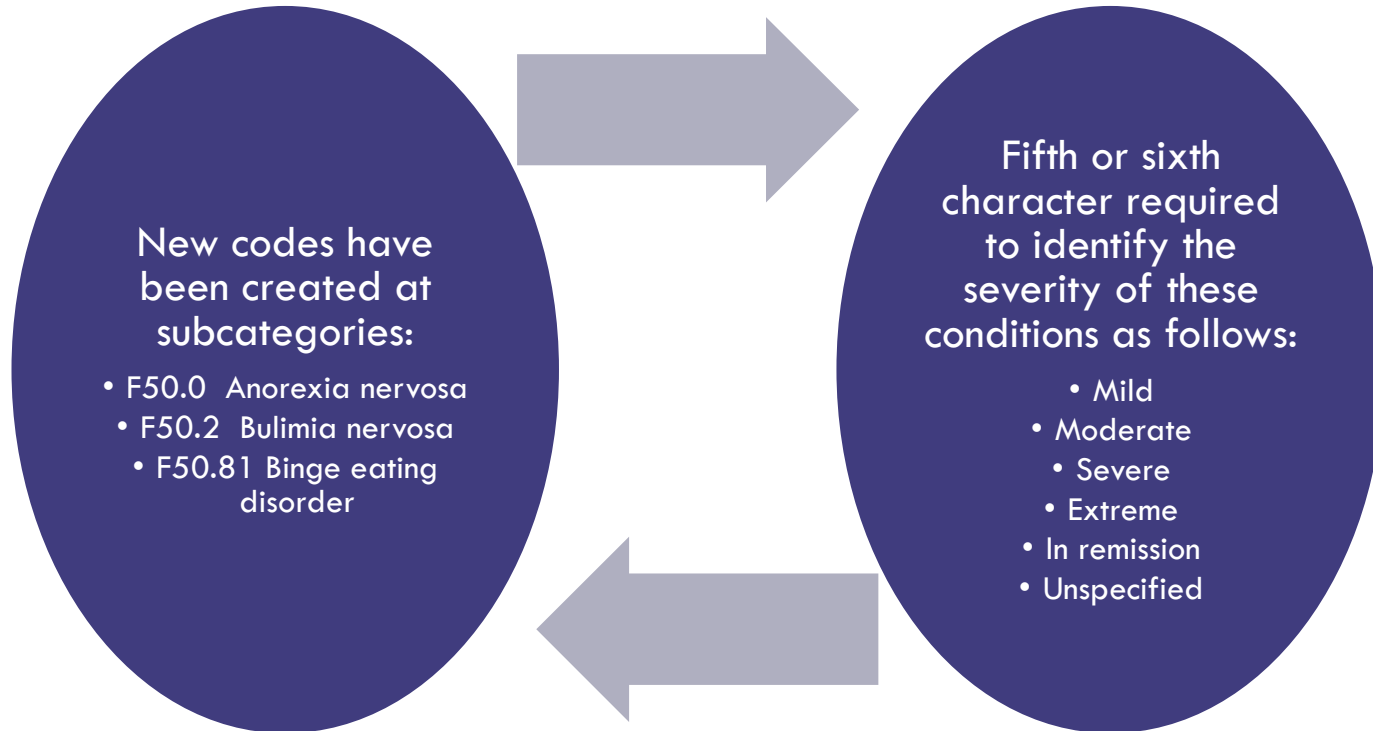 New codes have
been created at
subcategories:
• F50.0 Anorexia nervosa
• F50.2 Bulimia nervosa
• F50.81 Binge eating
disorder
Fifth or sixth
character required
to identify the
severity of these
conditions as follows:
• Mild
• Moderate
• Severe
• Extreme
• In remission
• Unspecified